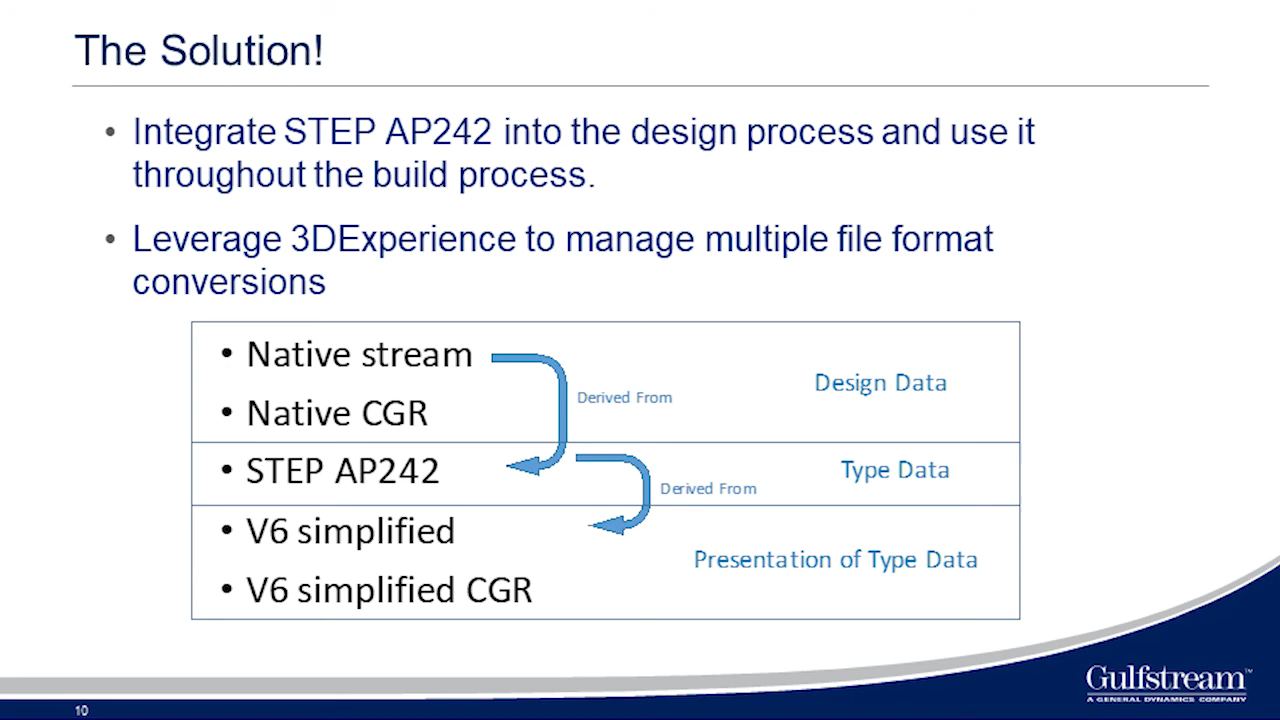 The Solution!
• Integrate STEP AP242 into the design process and use it
throughout the build process.
• Leverage 3DExperience to manage multiple file format
conversions
• Native stream
Derived From
Design Data
• Native CGR
• STEP AP242
Type Data
Derived From
• V6 simplified
Presentation of Type Data
• V6 simplified CGR
Gulfstream™
A GENERAL DYNAMICS COMPANY
10